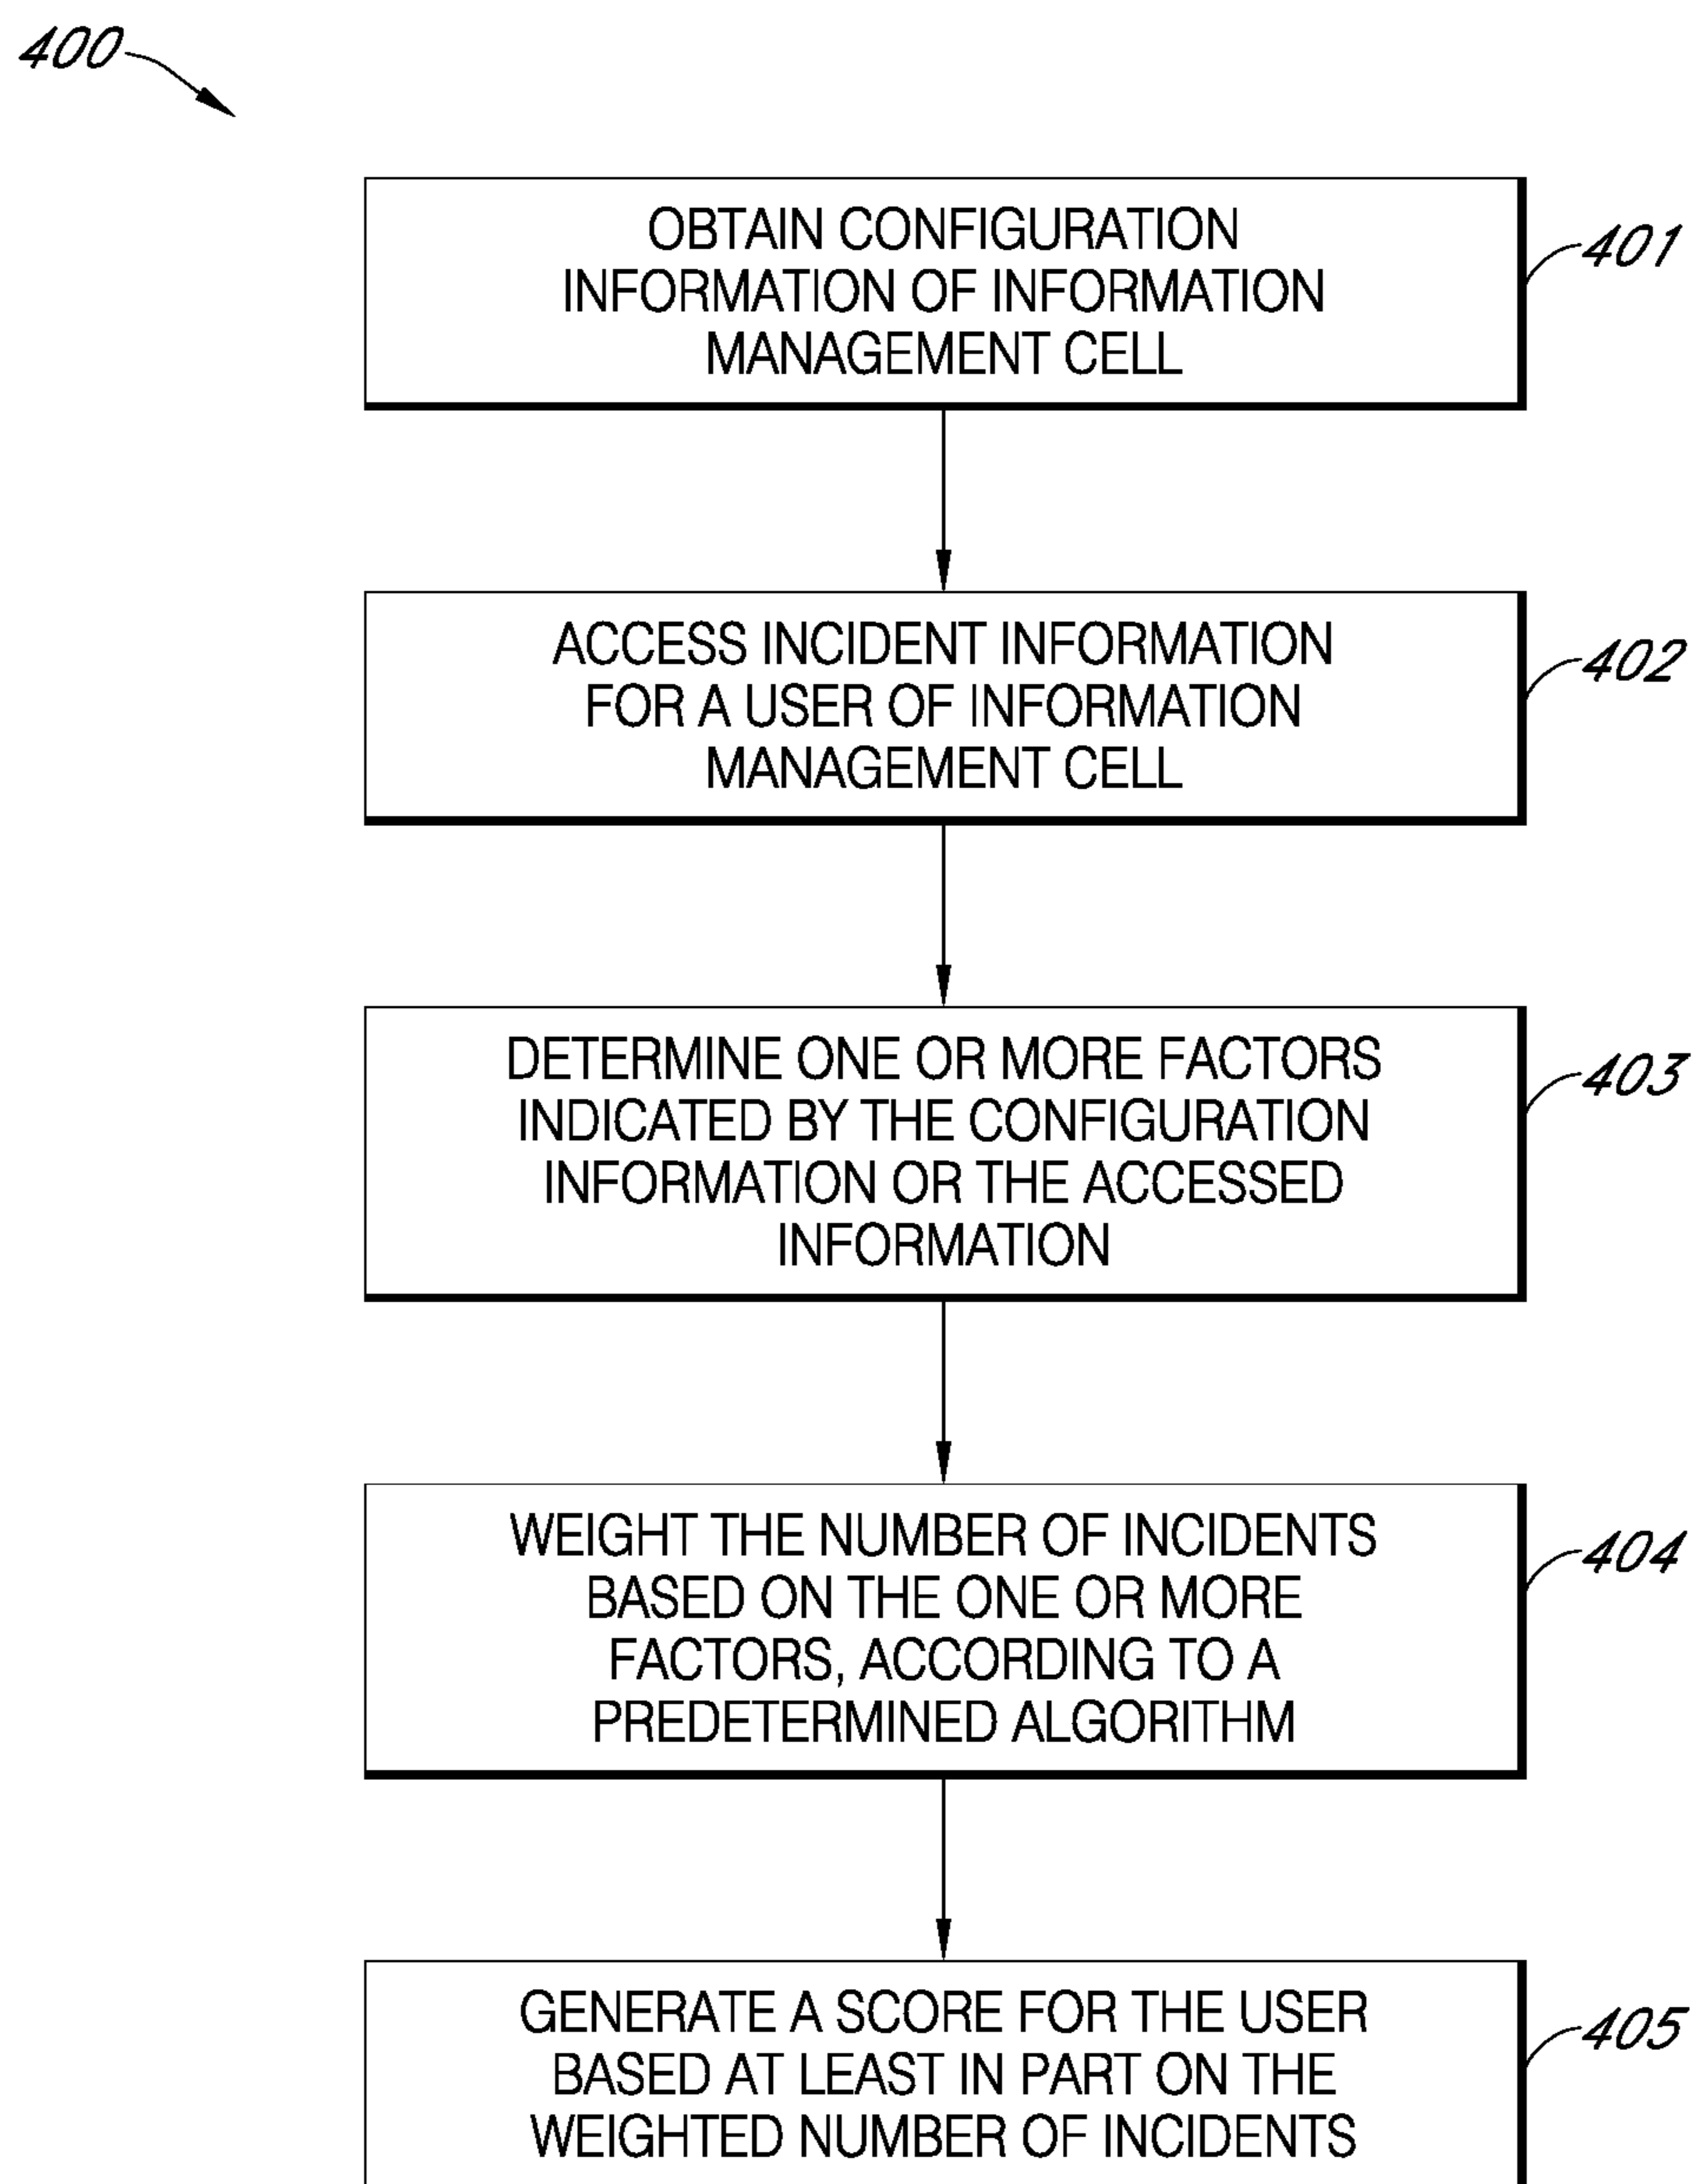 400
OBTAIN CONFIGURATION
INFORMATION OF INFORMATION
MANAGEMENT CELL
401
ACCESS INCIDENT INFORMATION
FOR A USER OF INFORMATION
MANAGEMENT CELL
402
DETERMINE ONE OR MORE FACTORS
INDICATED BY THE CONFIGURATION
INFORMATION OR THE ACCESSED
INFORMATION
403
WEIGHT THE NUMBER OF INCIDENTS
BASED ON THE ONE OR MORE
FACTORS, ACCORDING TO A
PREDETERMINED ALGORITHM
404
GENERATE A SCORE FOR THE USER
BASED AT LEAST IN PART ON THE
WEIGHTED NUMBER OF INCIDENTS
405